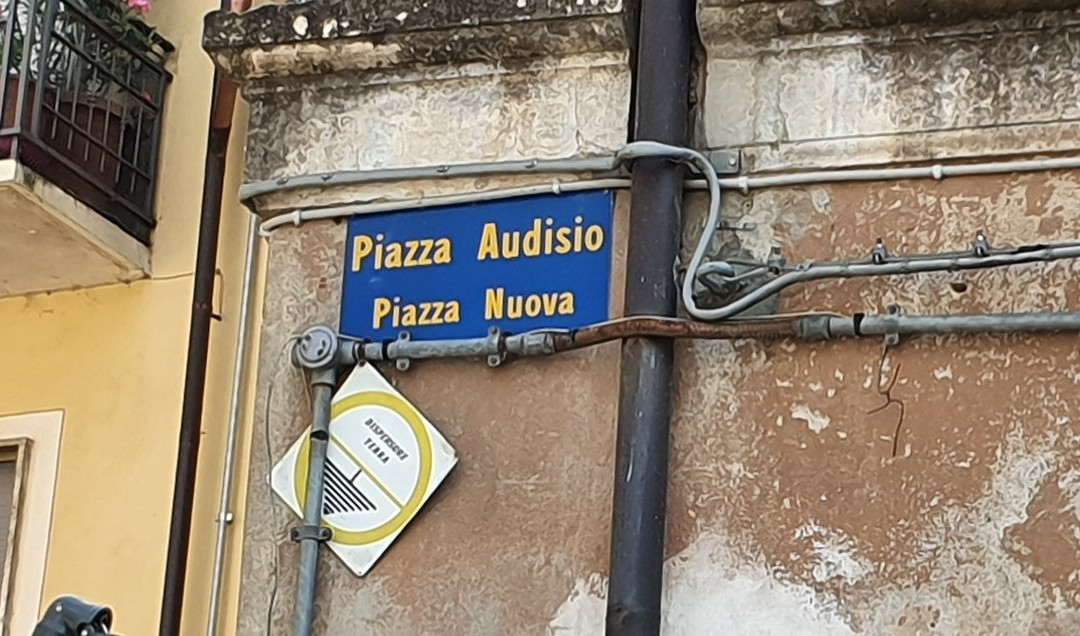 Piazza Audisio
Piazza Nuova
DISPERSORE
TERRA